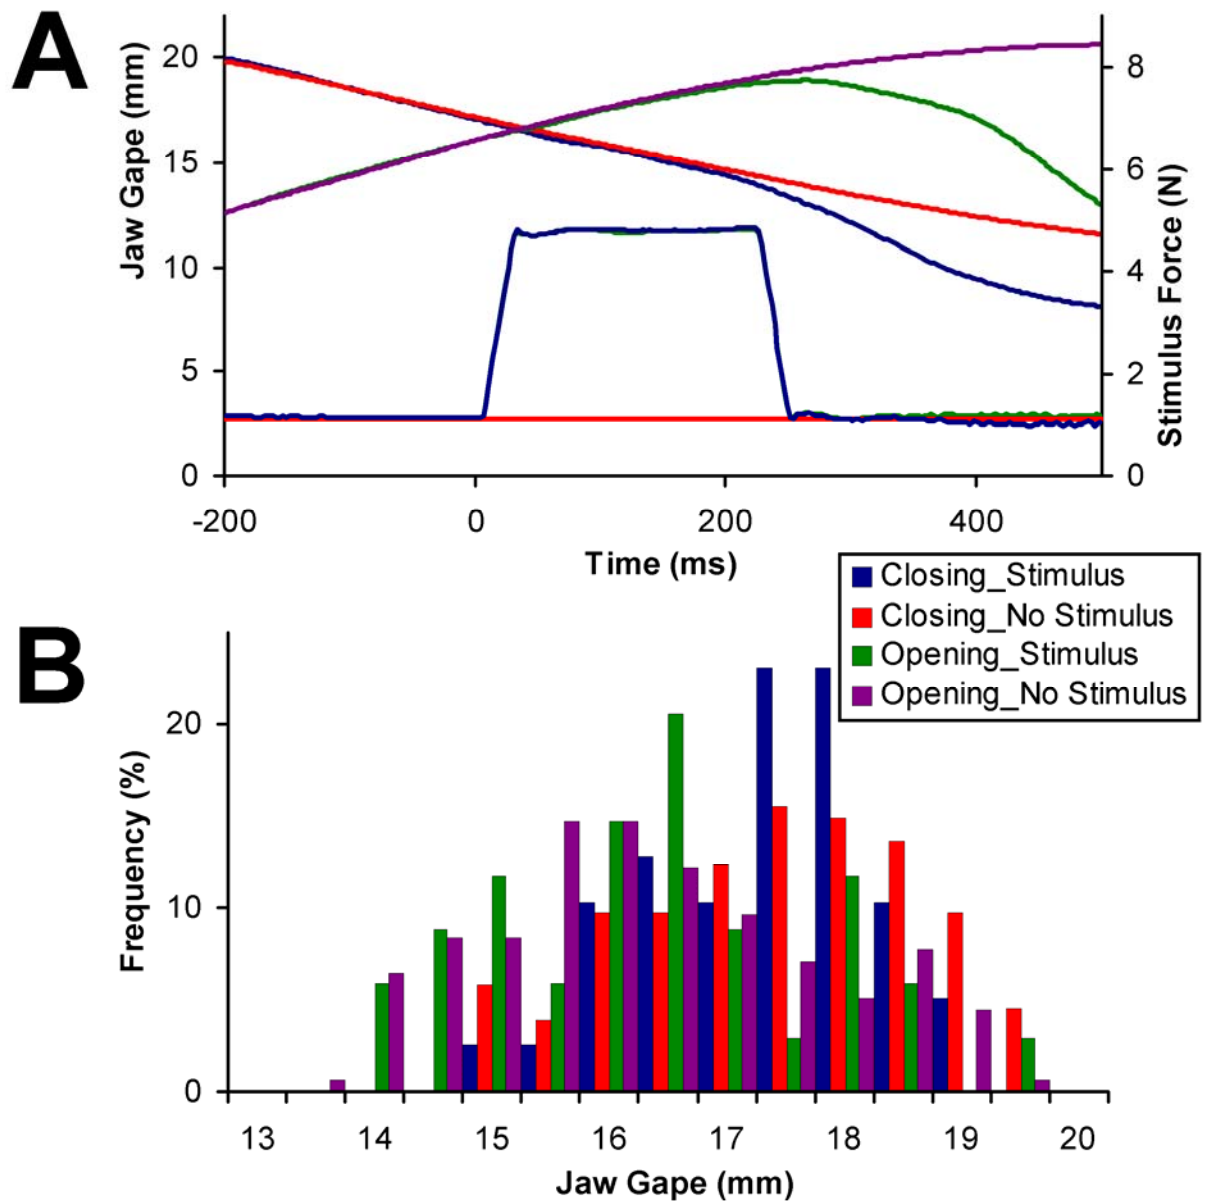 A
Jaw Gape (mm)
20
15
10
5
0
8
6
4
2
0
Stimulus Force (N)
-200 0 200 400
Time (ms)
Closing_Stimulus
Closing_No Stimulus
Opening_Stimulus
Opening_No Stimulus
B
Frequency (%)
20
10
0
13 14 15 16 17 18 19 20
Jaw Gape (mm)